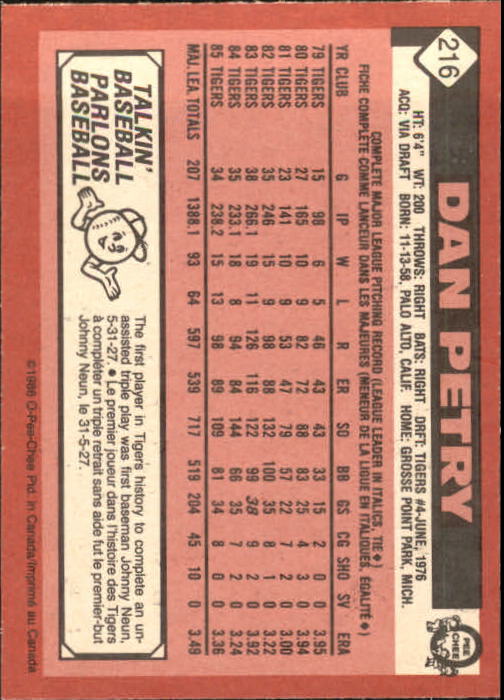 216
DAN PETRY
O
PEE
CHEE
HT: 6'4" WT: 200 THROWS: RIGHT BATS: RIGHT DRFT: TIGERS #4-JUNE, 1976
ACQ: VIA DRAFT BORN: 11-13-58, PALO ALTO, CALIF. HOME: GROSSE POINT PARK, MICH.
COMPLETE MAJOR LEAGUE PITCHING RECORD (LEAGUE LEADER IN ITALICS, TIE ♦)
FICHE COMPLETE COMME LANCEUR DANS LES MAJEURES (MENEUR DE LA LIGUE EN ITALIQUES, EGALITÉ ♦)
YR CLUB G IP W L R ER SO BB GS CG SHO SV ERA
79 TIGERS 15 98 6 5 46 43 43 33 15 2 0 0 3.95
80 TIGERS 27 165 10 9 82 72 88 83 25 4 3 0 3.94
81 TIGERS 23 141 10 9 53 47 79 57 22 7 2 0 3.00
82 TIGERS 35 246 15 9 98 88 132 100 35 8 1 0 3.22
83 TIGERS 38 266.1 19 11 126 116 122 99 38 9 2 0 3.92
84 TIGERS 35 233.1 18 8 94 84 144 66 35 7 2 0 3.24
85 TIGERS 34 238.2 15 13 98 89 109 81 34 8 0 0 3.36
MAJ. LEA. TOTALS 207 1388.1 93 64 597 539 717 519 204 45 10 0 3.49
TALKIN'
BASEBALL
PARLONS
BASEBALL
The first player in Tigers history to complete an un-
assisted triple play was first baseman Johnny Neun,
5-31-27. ♦ Le premier joueur dans l'histoire des Tigers
à compléter un triple retrait sans aide fut le premier-but
Johnny Neun, le 31-5-27.
©1986 O-Pee-Chee Ptd. in Canada/Imprimé au Canada